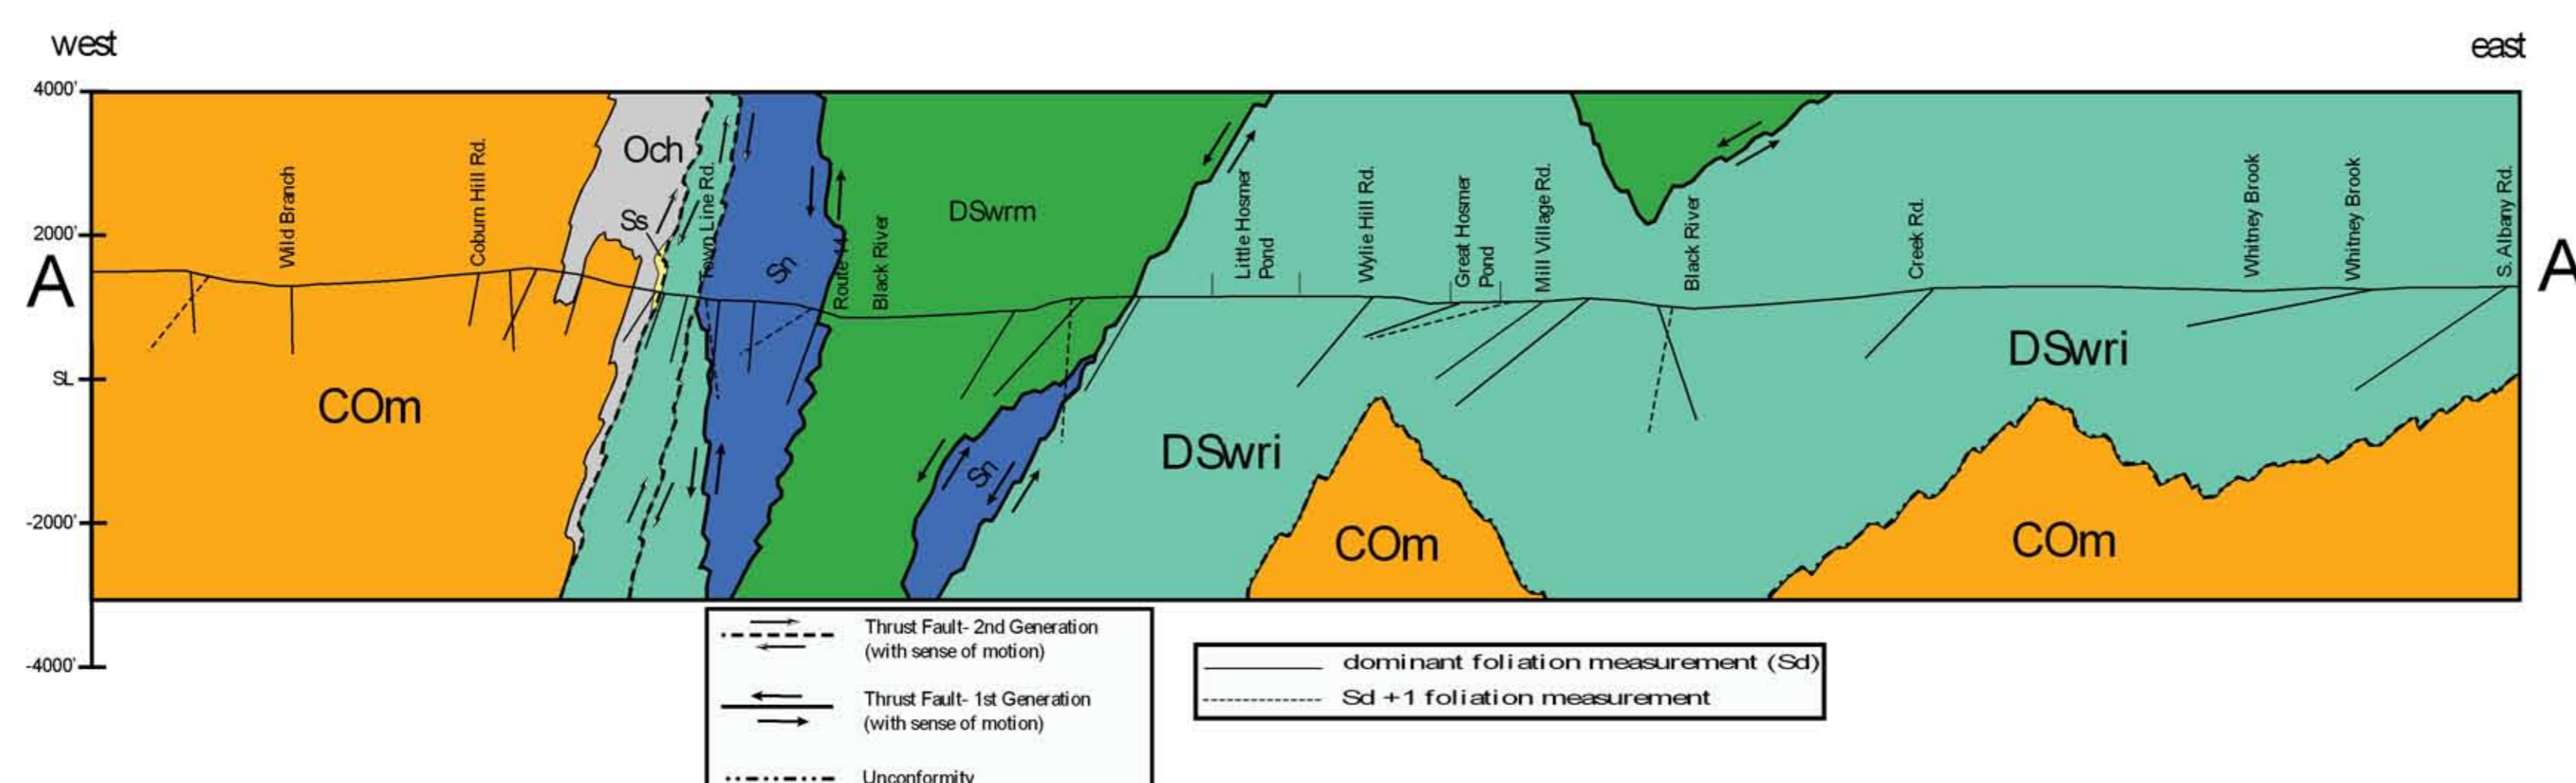 west
east
4000'
2000'
SL
-2000'
-4000'
A
A
Wild Branch
Coburn Hill Rd.
Och
Ss
Town Line Rd.
Sn
Route 14
Black River
DSwrm
Little Hosmer
Pond
Wylie Hill Rd.
Great Hosmer
Pond
Mill Village Rd.
Black River
Creek Rd.
Whitney Brook
Whitney Brook
S. Albany Rd.
COm
Sn
DSwri
COm
DSwri
COm
Thrust Fault- 2nd Generation
(with sense of motion)
Thrust Fault- 1st Generation
(with sense of motion)
Unconformity
dominant foliation measurement (Sd)
Sd +1 foliation measurement